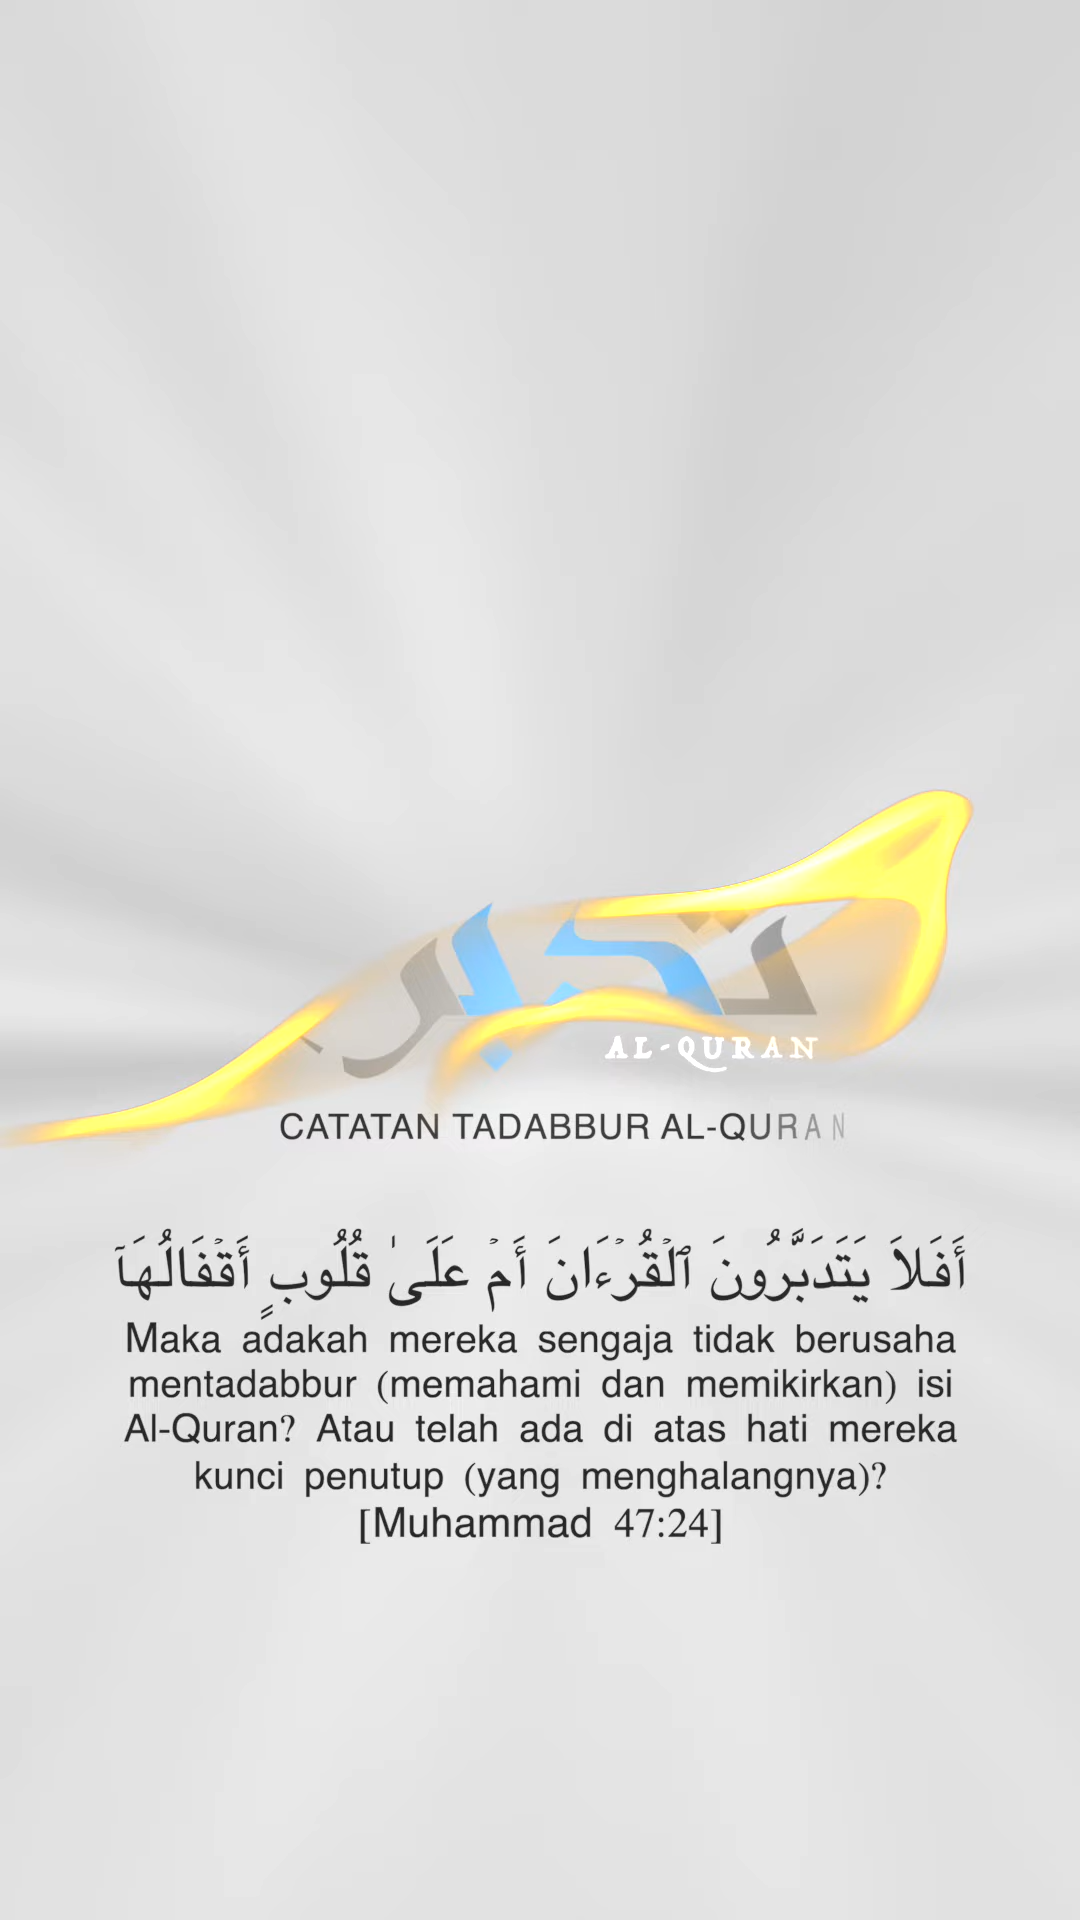 تدبر
AL-QURAN
CATATAN TADABBUR AL-QURAN
أَفَلَا يَتَدَبَّرُونَ ٱلۡقُرۡءَانَ أَمۡ عَلَىٰ قُلُوبٍ أَقۡفَالُهَآ
Maka adakah mereka sengaja tidak berusaha
mentadabbur (memahami dan memikirkan) isi
Al-Quran? Atau telah ada di atas hati mereka
kunci penutup (yang menghalangnya)?
[Muhammad 47:24]